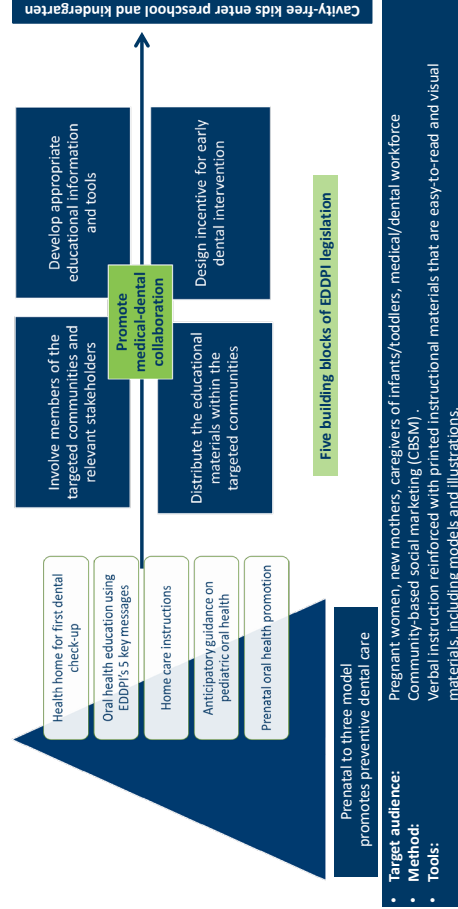 Health home for first dental
check-up
Oral health education using
EDDPI's 5 key messages
Home care instructions
Anticipatory guidance on
pediatric oral health
Prenatal oral health promotion
Prenatal to three model
promotes preventive dental care
Involve members of the
targeted communities and
relevant stakeholders
Develop appropriate
educational information
and tools
Promote
medical-dental
collaboration
Distribute the educational
materials within the
targeted communities
Design incentive for early
dental intervention
Five building blocks of EDDPI legislation
Cavity-free kids enter preschool and kindergarten
• Target audience: Pregnant women, new mothers, caregivers of infants/toddlers, medical/dental workforce
• Method: Community-based social marketing (CBSM) .
• Tools: Verbal instruction reinforced with printed instructional materials that are easy-to-read and visual
materials, including models and illustrations.